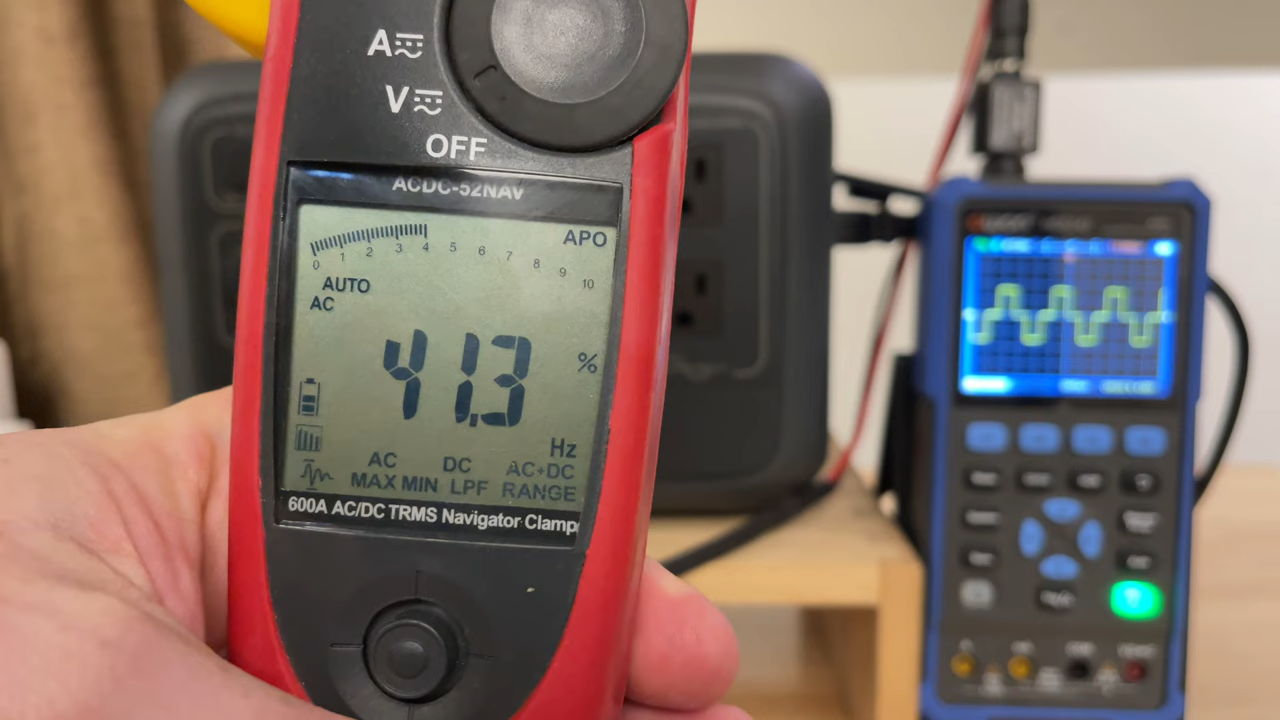 A
V
OFF
ACDC-52NAV
APO
0 1 2 3 4 5 6 7 8 9 10
AUTO
AC
41.3 %
Hz
AC DC AC+DC
MAX MIN LPF RANGE
600A AC/DC TRMS Navigator Clamp